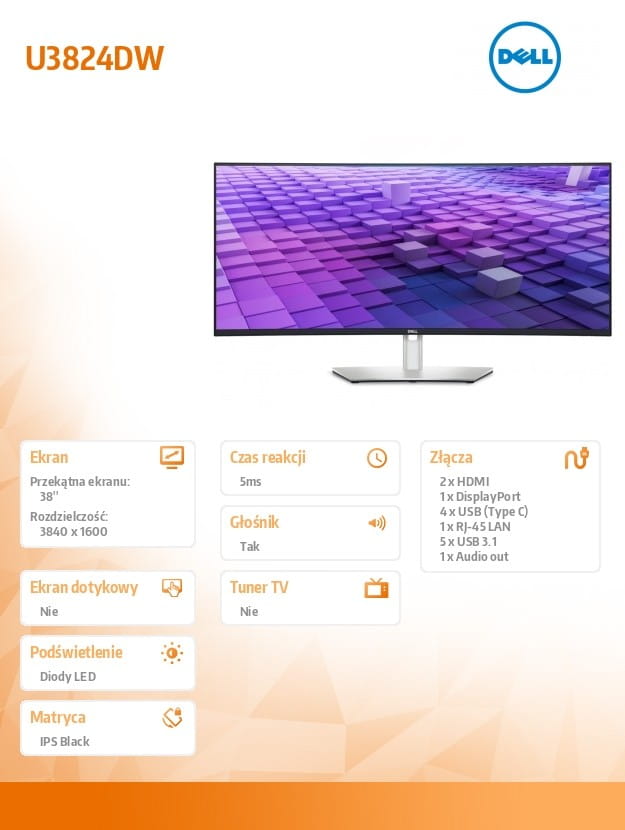 U3824DW
DELL
DELL
Ekran
Przekątna ekranu:
38"
Rozdzielczość:
3840 x 1600
Czas reakcji
5ms
Głośnik
Tak
Złącza
2 x HDMI
1 x DisplayPort
4 x USB (Type C)
1 x RJ-45 LAN
5 x USB 3.1
1 x Audio out
Ekran dotykowy
Nie
Tuner TV
Nie
Podświetlenie
Diody LED
Matryca
IPS Black